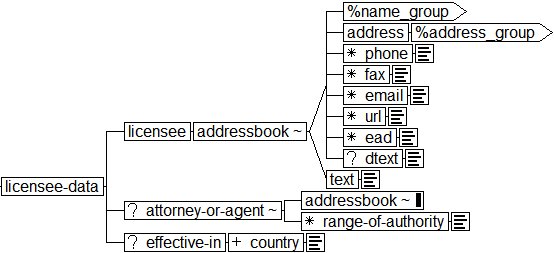 %name_group
address %address_group
* phone
* fax
* email
* url
* ead
? dtext
licensee addressbook ~
text
licensee-data
? attorney-or-agent ~ addressbook ~
* range-of-authority
? effective-in + country